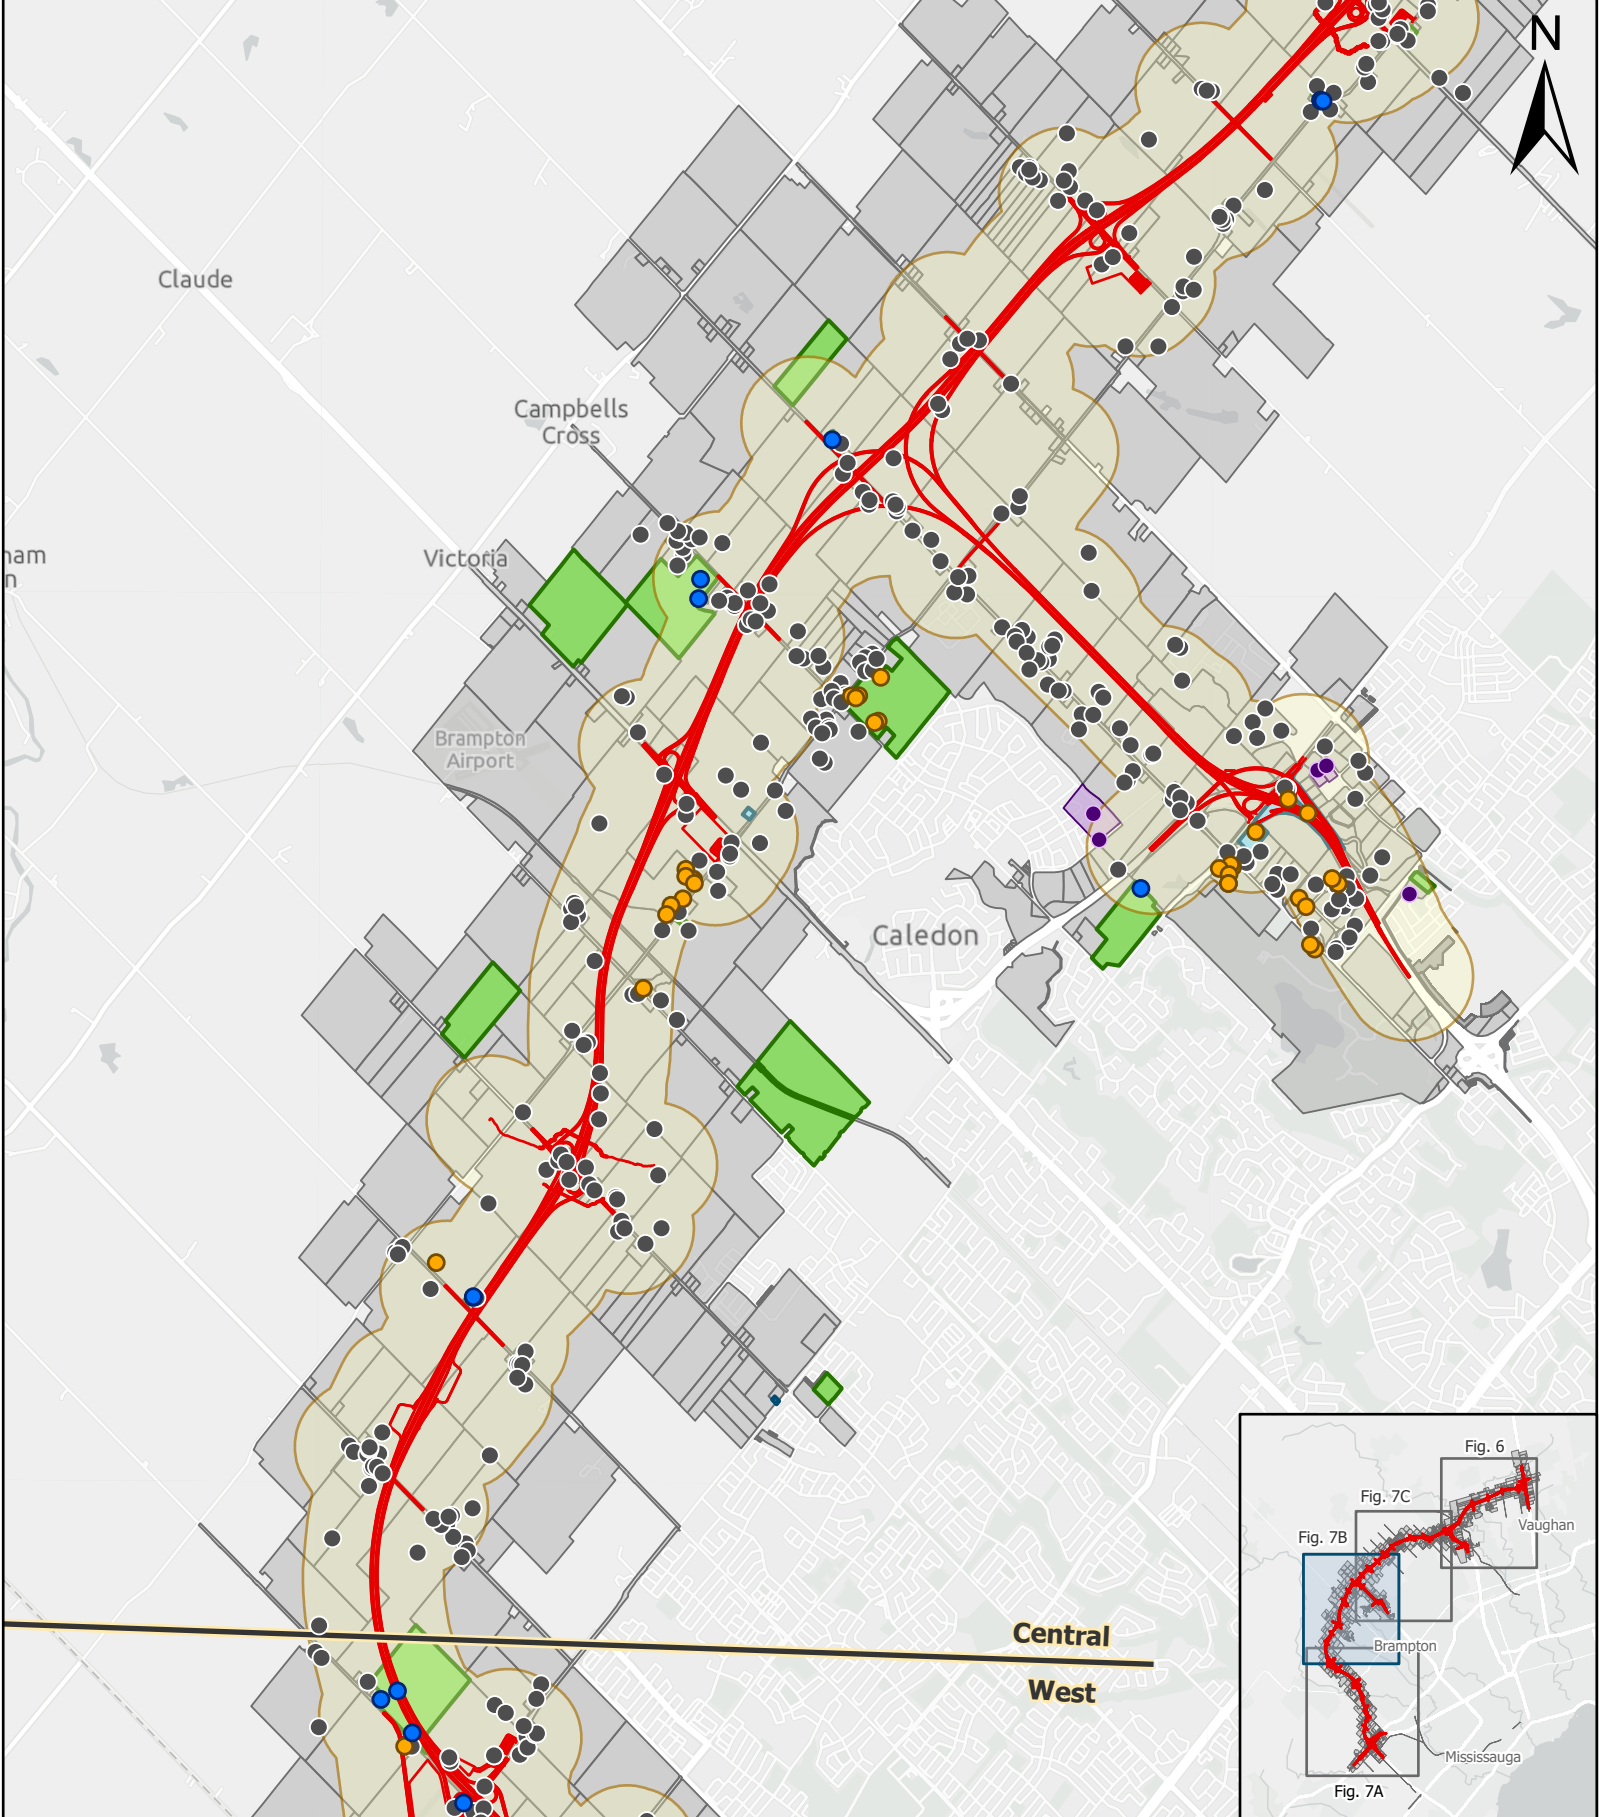 N
Claude
Campbells
Cross
ham
n
Victoria
Brampton
Airport
Caledon
Central
West
Fig. 6
Fig. 7C
Vaughan
Fig. 7B
Brampton
Mississauga
Fig. 7A